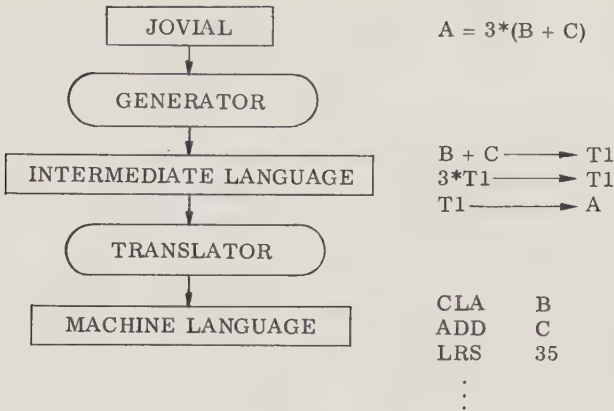 JOVIAL
A = 3*(B + C)
GENERATOR
INTERMEDIATE LANGUAGE
B + C → T1
3*T1 → T1
T1 → A
TRANSLATOR
MACHINE LANGUAGE
CLA B
ADD C
LRS 35